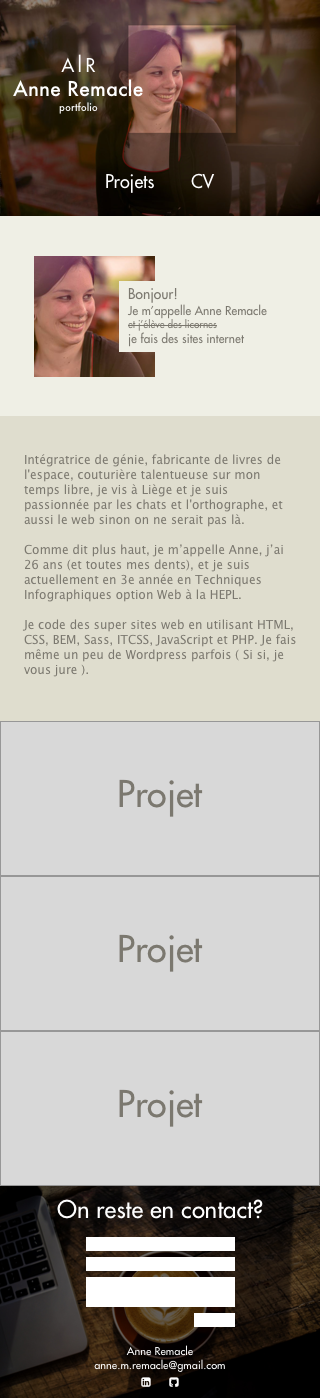 A|R
Anne Remacle
portfolio
Projets CV
Bonjour!
Je m'appelle Anne Remacle
et j'élève des licornes
je fais des sites internet
Intégratrice de génie, fabricante de livres de
l'espace, couturière talentueuse sur mon
temps libre, je vis à Liège et je suis
passionnée par les chats et l'orthographe, et
aussi le web sinon on ne serait pas là.
Comme dit plus haut, je m'appelle Anne, j'ai
26 ans (et toutes mes dents), et je suis
actuellement en 3e année en Techniques
Infographiques option Web à la HEPL.
Je code des super sites web en utilisant HTML,
CSS, BEM, Sass, ITCSS, JavaScript et PHP. Je fais
même un peu de Wordpress parfois ( Si si, je
vous jure ).
Projet
Projet
Projet
On reste en contact?
Anne Remacle
anne.m.remacle@gmail.com
in